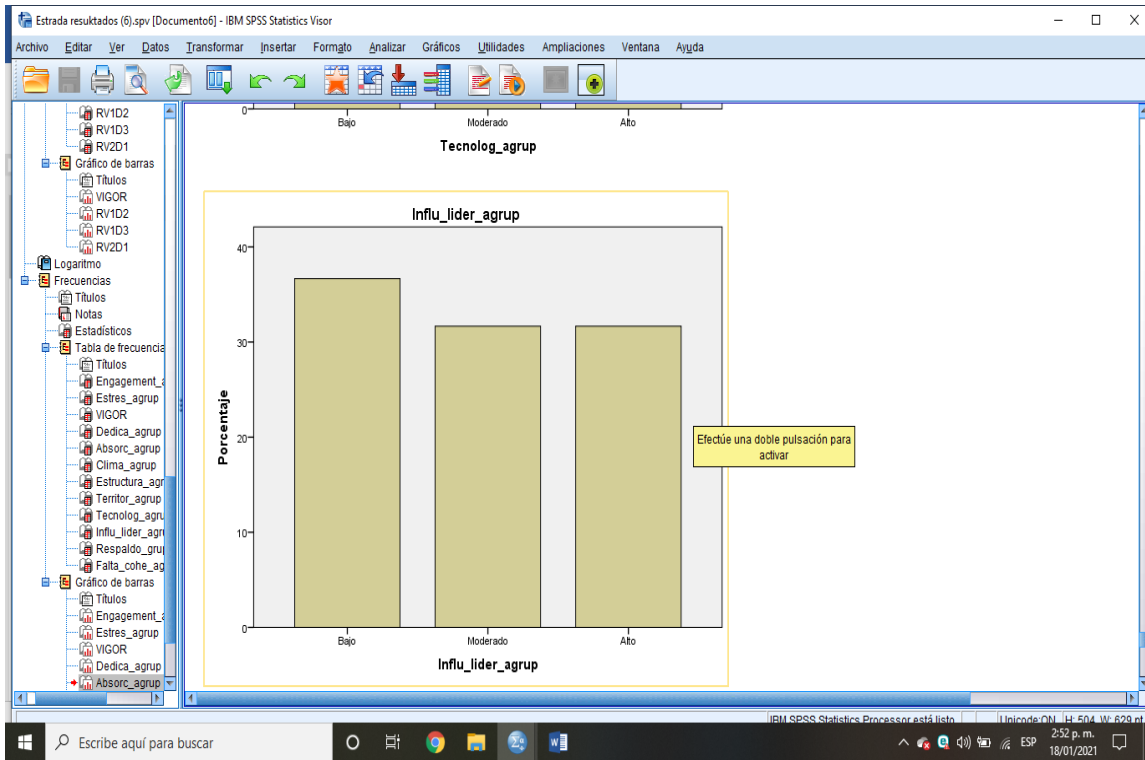 Estrada resuktados (6).spv [Documento6] - IBM SPSS Statistics Visor
Archivo Editar Ver Datos Transformar Insertar Formato Analizar Gráficos Utilidades Ampliaciones Ventana Ayuda
RV1D2
RV1D3
RV2D1
Gráfico de barras
Títulos
VIGOR
RV1D2
RV1D3
RV2D1
Logaritmo
Frecuencias
Títulos
Notas
Estadísticos
Tabla de frecuencia
Títulos
Engagement_a
Estres_agrup
VIGOR
Dedica_agrup
Absorc_agrup
Clima_agrup
Estructura_agr
Territor_agrup
Tecnolog_agru
Influ_lider_agru
Respaldo_grup
Falta_cohe_ag
Gráfico de barras
Títulos
Engagement_a
Estres_agrup
VIGOR
Dedica_agrup
Absorc_agrup
0
Bajo Moderado Alto
Tecnolog_agrup
Influ_lider_agrup
Porcentaje
40
30
20
10
0
Bajo Moderado Alto
Influ_lider_agrup
Efectúe una doble pulsación para
activar
IBM SPSS Statistics Processor está listo Unicode:ON H: 504, W: 629 pt
Escribe aquí para buscar
ESP
2:52 p. m.
18/01/2021